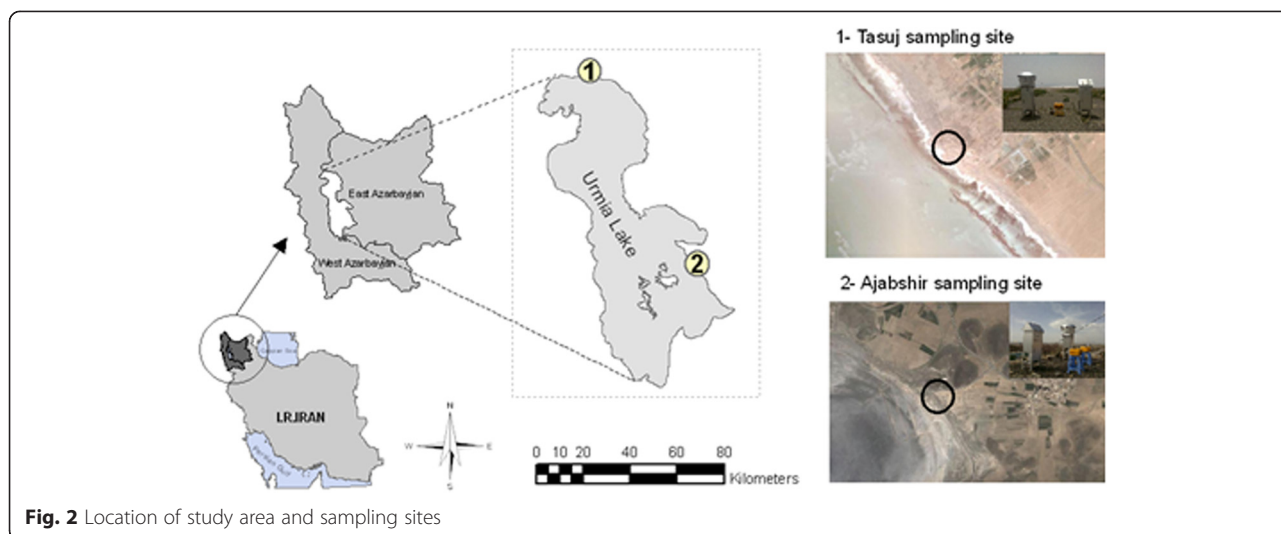 1- Tasuj sampling site
1
East Azarbayjan
Urmia Lake
West Azarbayjan
2
2- Ajabshir sampling site
Caspian Sea
I.R.IRAN
N
W E
S
Persian Gulf
0 10 20 40 60 80
Kilometers
Fig. 2 Location of study area and sampling sites